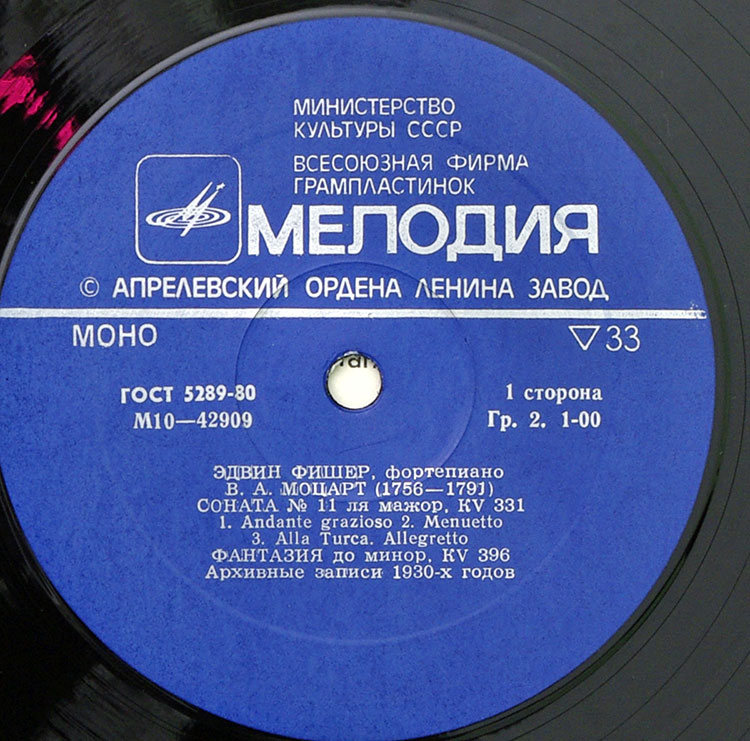 МИНИСТЕРСТВО
КУЛЬТУРЫ СССР
ВСЕСОЮЗНАЯ ФИРМА
ГРАМПЛАСТИНОК
МЕЛОДИЯ
© АПРЕЛЕВСКИЙ ОРДЕНА ЛЕНИНА ЗАВОД
МОНО
▽ 33
ГОСТ 5289-80
М10—42909
1 сторона
Гр. 2. 1-00
ЭДВИН ФИШЕР, фортепиано
В. А. МОЦАРТ (1756—1791)
СОНАТА № 11 ля мажор, KV 331
1. Andante grazioso 2. Menuetto
3. Alla Turca. Allegretto
ФАНТАЗИЯ до минор, KV 396
Архивные записи 1930-х годов